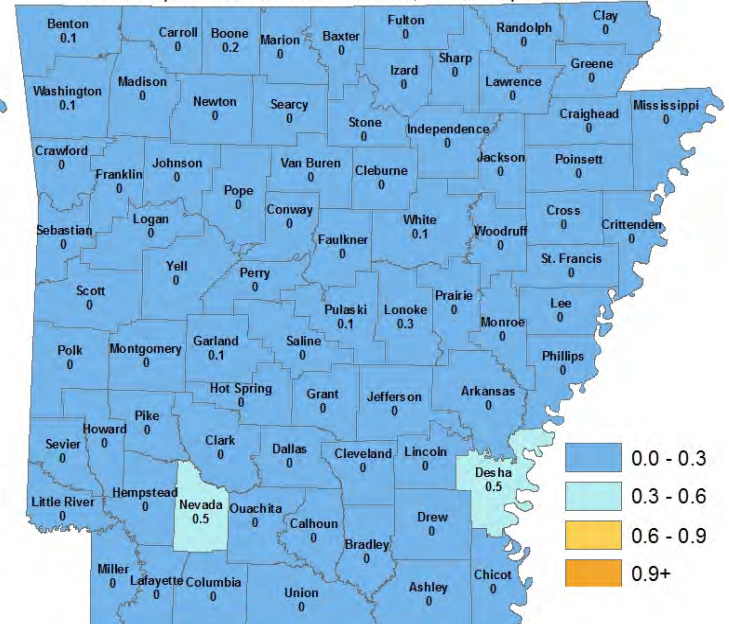 Benton
0.1
Carroll
0
Boone
0.2
Marion
0
Baxter
0
Fulton
0
Randolph
0
Clay
0
Izard
0
Sharp
0
Lawrence
0
Greene
0
Washington
0.1
Madison
0
Newton
0
Searcy
0
Stone
0
Independence
0
Craighead
0
Mississippi
0
Crawford
0
Franklin
0
Johnson
0
Pope
0
Van Buren
0
Cleburne
0
Jackson
0
Poinsett
0
Sebastian
0
Logan
0
Conway
0
Faulkner
0
White
0.1
Woodruff
0
Cross
0
Crittenden
0
St. Francis
0
Scott
0
Yell
0
Perry
0
Pulaski
0.1
Lonoke
0.3
Prairie
0
Monroe
0
Lee
0
Phillips
0
Polk
0
Montgomery
0
Garland
0.1
Saline
0
Hot Spring
0
Grant
0
Jefferson
0
Arkansas
0
Sevier
0
Howard
0
Pike
0
Clark
0
Dallas
0
Cleveland
0
Lincoln
0
Desha
0.5
Little River
0
Hempstead
0
Nevada
0.5
Ouachita
0
Calhoun
0
Bradley
0
Drew
0
Miller
0
Lafayette
0
Columbia
0
Union
0
Ashley
0
Chicot
0
0.0 - 0.3
0.3 - 0.6
0.6 - 0.9
0.9+